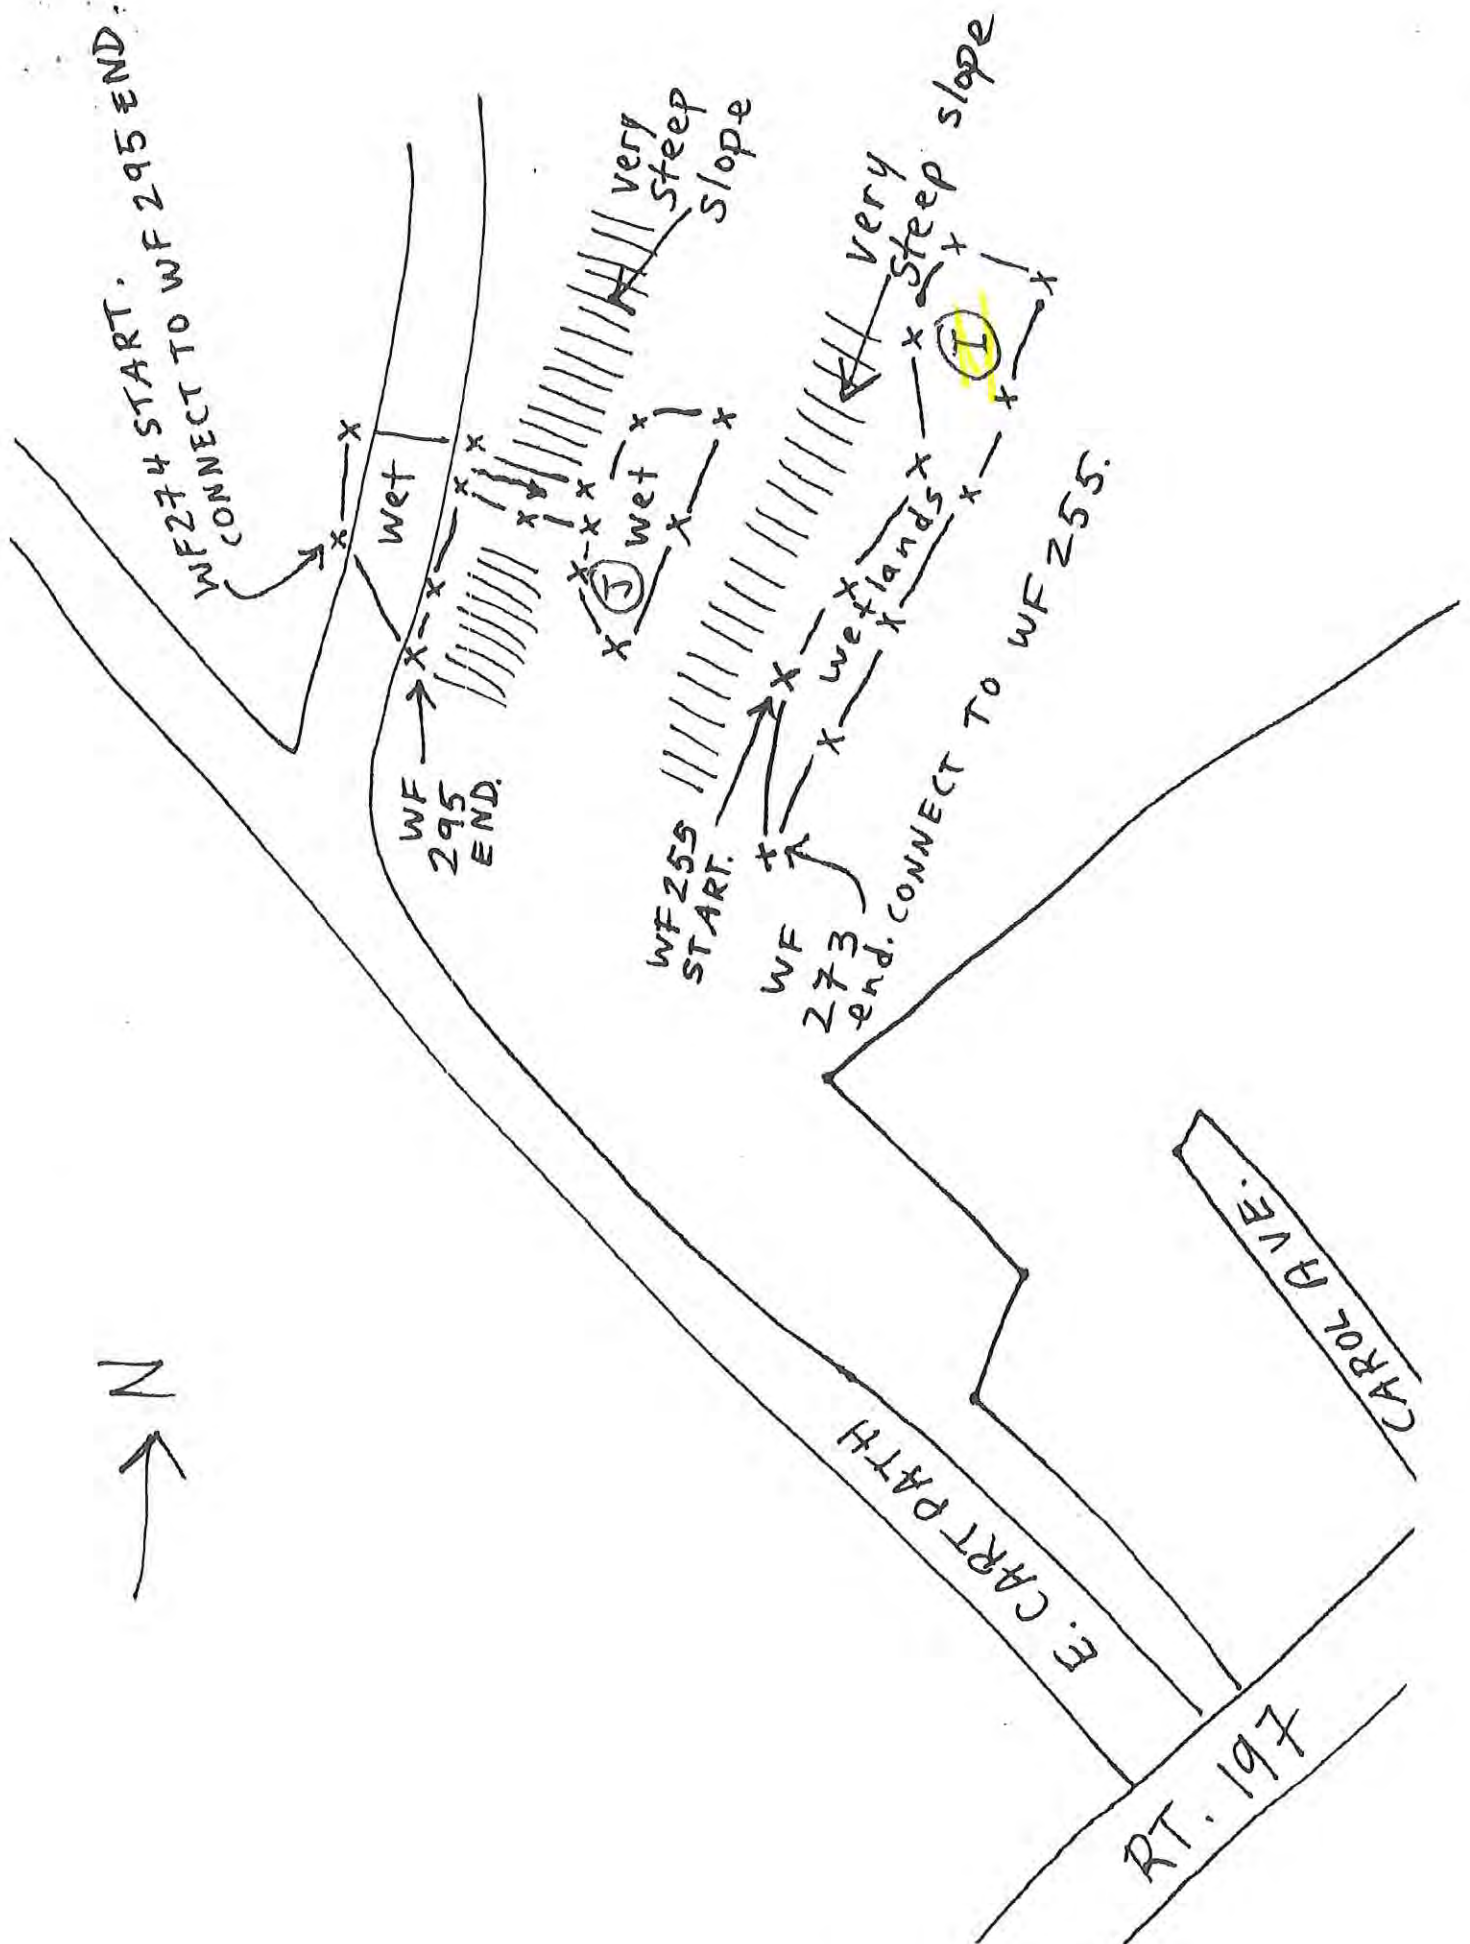 WF274 START.
CONNECT TO WF 295 END.
wet
very
steep
slope
WF
295
END.
J
wet
very
steep slope
I
wetlands
WF255
START.
WF
273
end. CONNECT TO WF 255.
N
CAROL AVE.
E. CART PATH
RT. 197